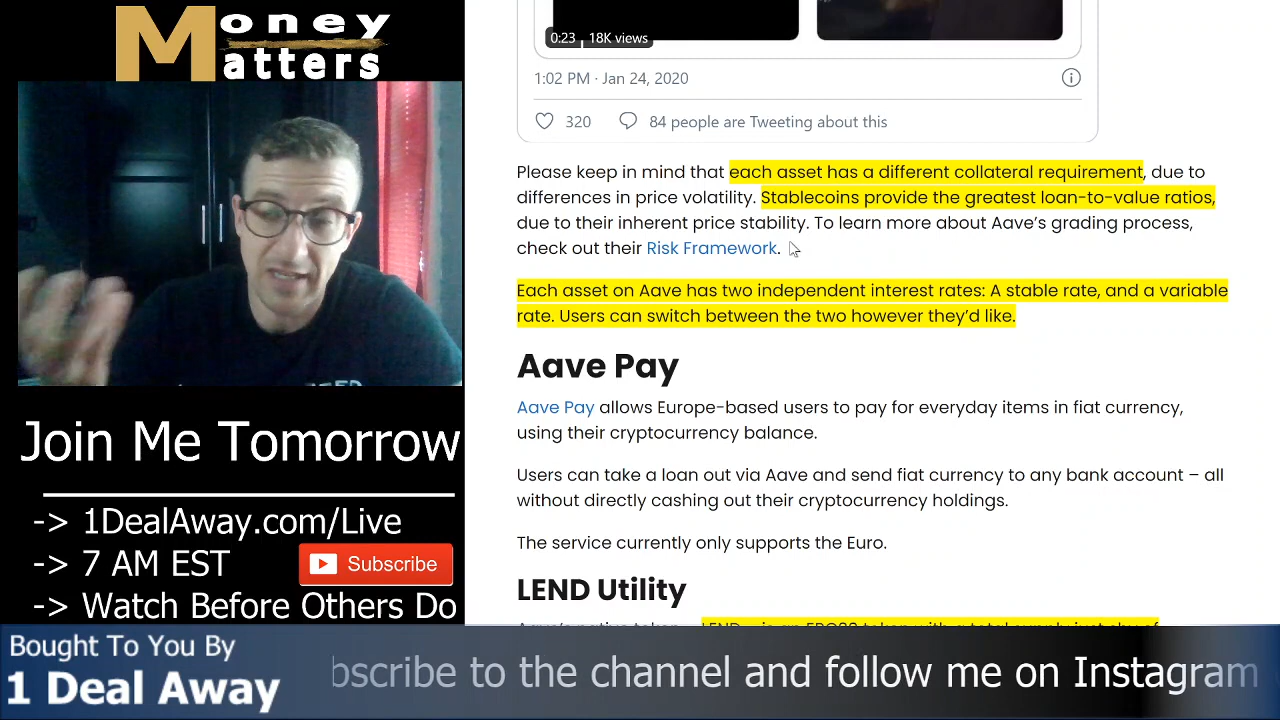 Money
Matters
0:23 18K views
1:02 PM · Jan 24, 2020
320 84 people are Tweeting about this
Please keep in mind that each asset has a different collateral requirement, due to
differences in price volatility. Stablecoins provide the greatest loan-to-value ratios,
due to their inherent price stability. To learn more about Aave’s grading process,
check out their Risk Framework.
Each asset on Aave has two independent interest rates: A stable rate, and a variable
rate. Users can switch between the two however they’d like.
Aave Pay
Aave Pay allows Europe-based users to pay for everyday items in fiat currency,
using their cryptocurrency balance.
Users can take a loan out via Aave and send fiat currency to any bank account – all
without directly cashing out their cryptocurrency holdings.
The service currently only supports the Euro.
LEND Utility
Join Me Tomorrow
-> 1DealAway.com/Live
-> 7 AM EST
Subscribe
-> Watch Before Others Do
Bought To You By
1 Deal Away
bscribe to the channel and follow me on Instagram